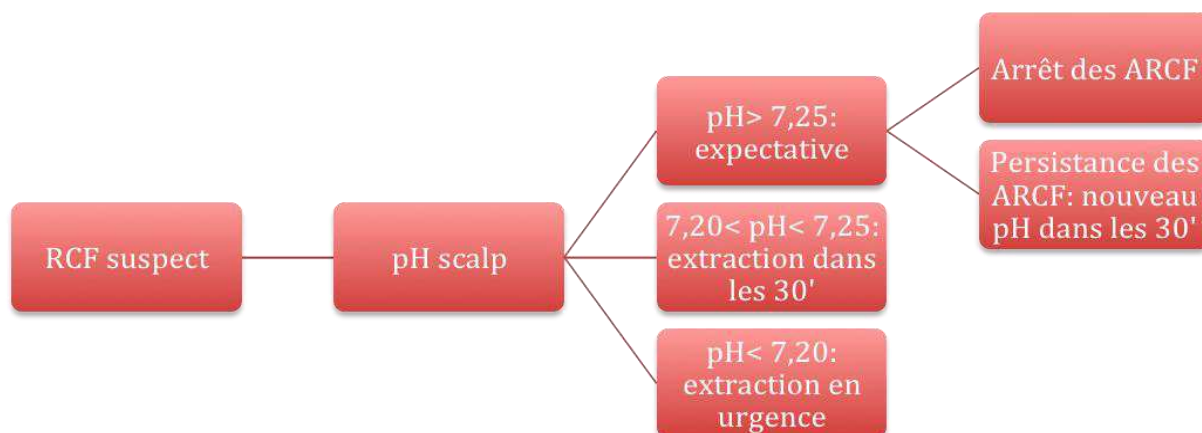 RCF suspect
pH scalp
pH> 7,25:
expectative
7,20< pH< 7,25:
extraction dans
les 30'
pH< 7,20:
extraction en
urgence
Arrêt des ARCF
Persistance des
ARCF: nouveau
pH dans les 30'